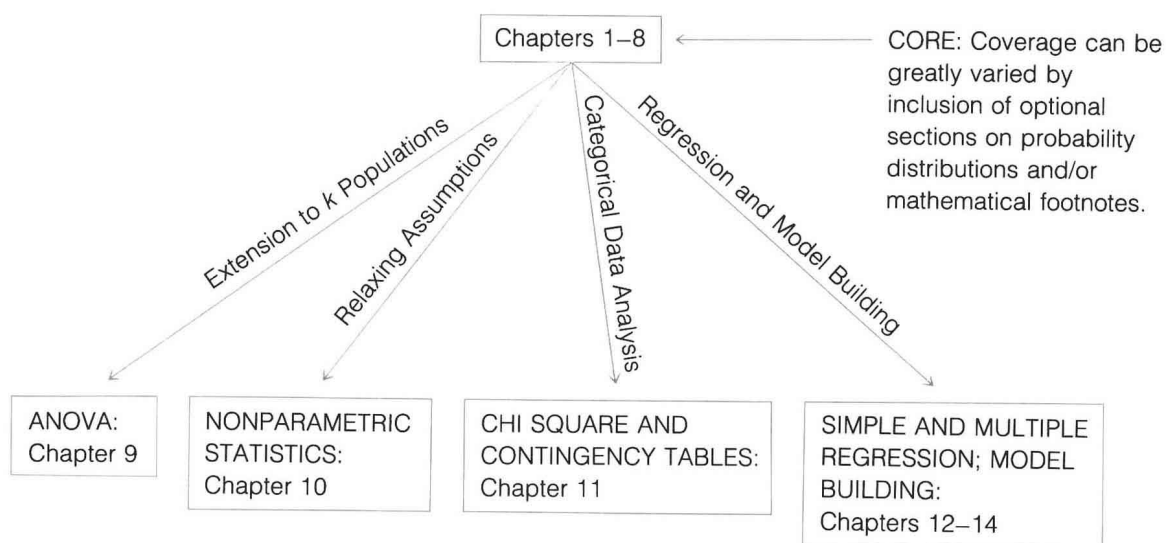 Chapters 1–8
CORE: Coverage can be
greatly varied by
inclusion of optional
sections on probability
distributions and/or
mathematical footnotes.
Extension to k Populations
Relaxing Assumptions
Categorical Data Analysis
Regression and Model Building
ANOVA:
Chapter 9
NONPARAMETRIC
STATISTICS:
Chapter 10
CHI SQUARE AND
CONTINGENCY TABLES:
Chapter 11
SIMPLE AND MULTIPLE
REGRESSION; MODEL
BUILDING:
Chapters 12–14